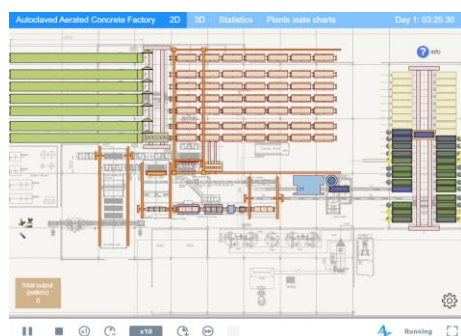 Autoclaved Aerated Concrete Factory 2D 3D Statistics Plants state charts Day 1: 03:25:30
? info
Total output
(pallets)
0
x1 x10 Running